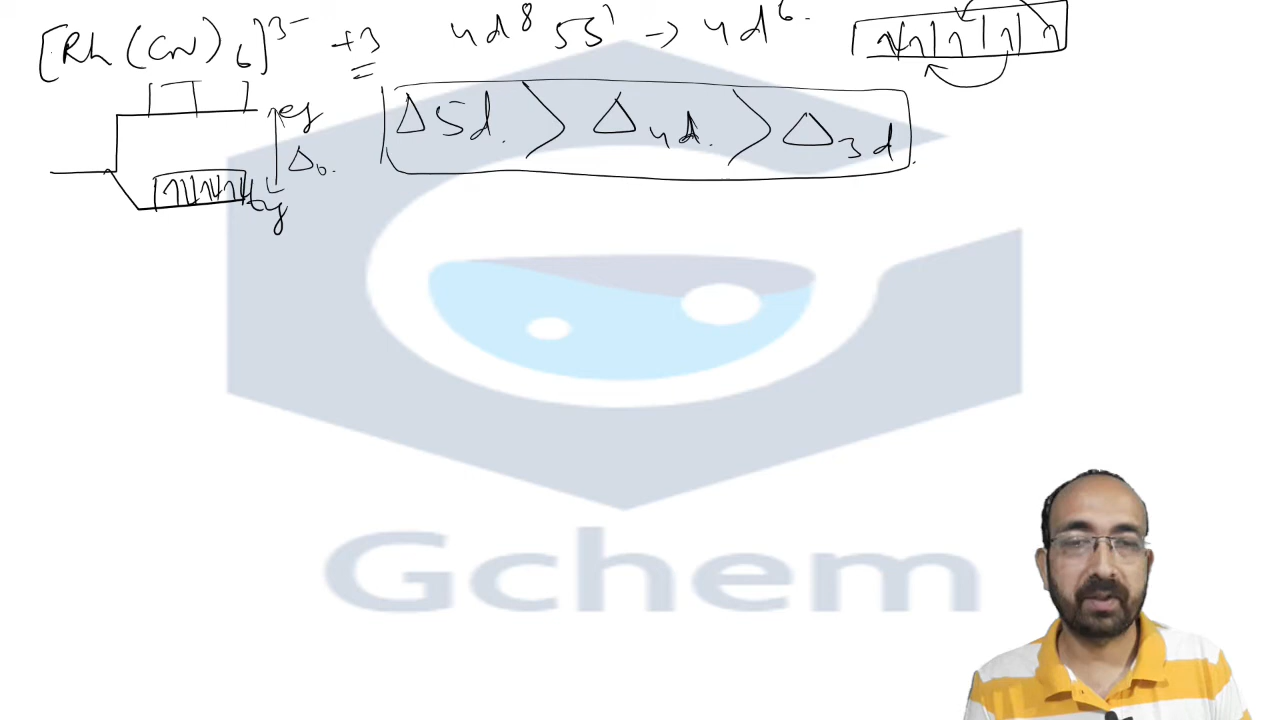 [Rh(CN)6]3- +3 4d8 5s1 → 4d6
Δ5d. > Δ4d. > Δ3d.
eg
Δo.
t2g
Gchem